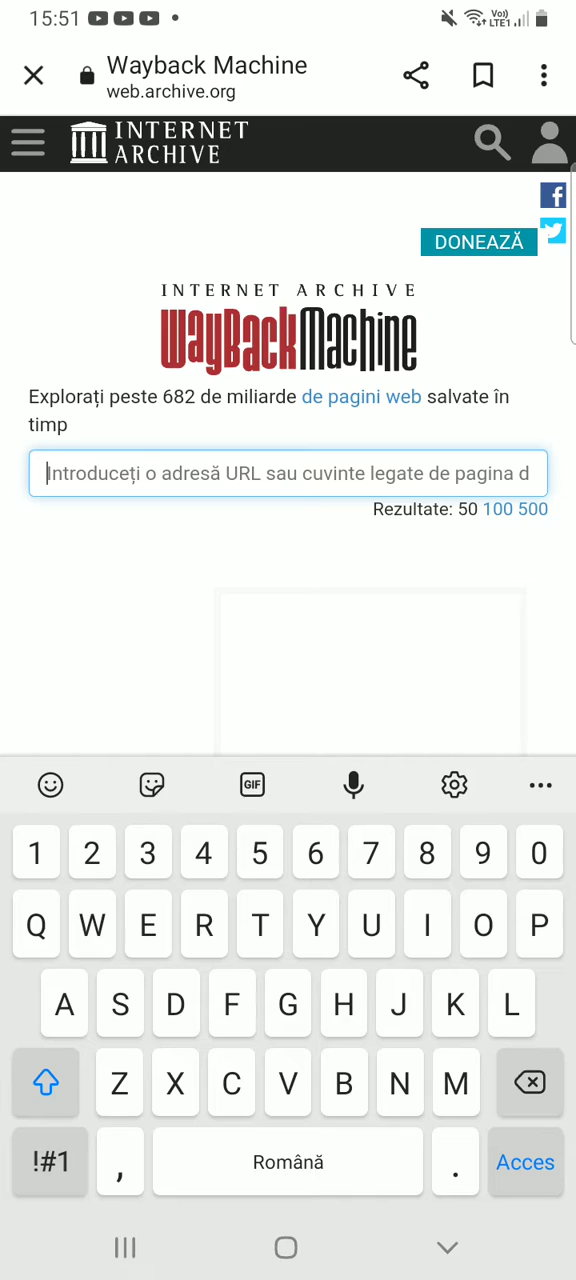 15:51 Vo)) LTE1
Wayback Machine
web.archive.org
INTERNET
ARCHIVE
f
DONEAZĂ
INTERNET ARCHIVE
WayBackMachine
Explorați peste 682 de miliarde de pagini web salvate în
timp
Introduceți o adresă URL sau cuvinte legate de pagina d
Rezultate: 50 100 500
GIF
1 2 3 4 5 6 7 8 9 0
Q W E R T Y U I O P
A S D F G H J K L
Z X C V B N M
!#1 , Română . Acces